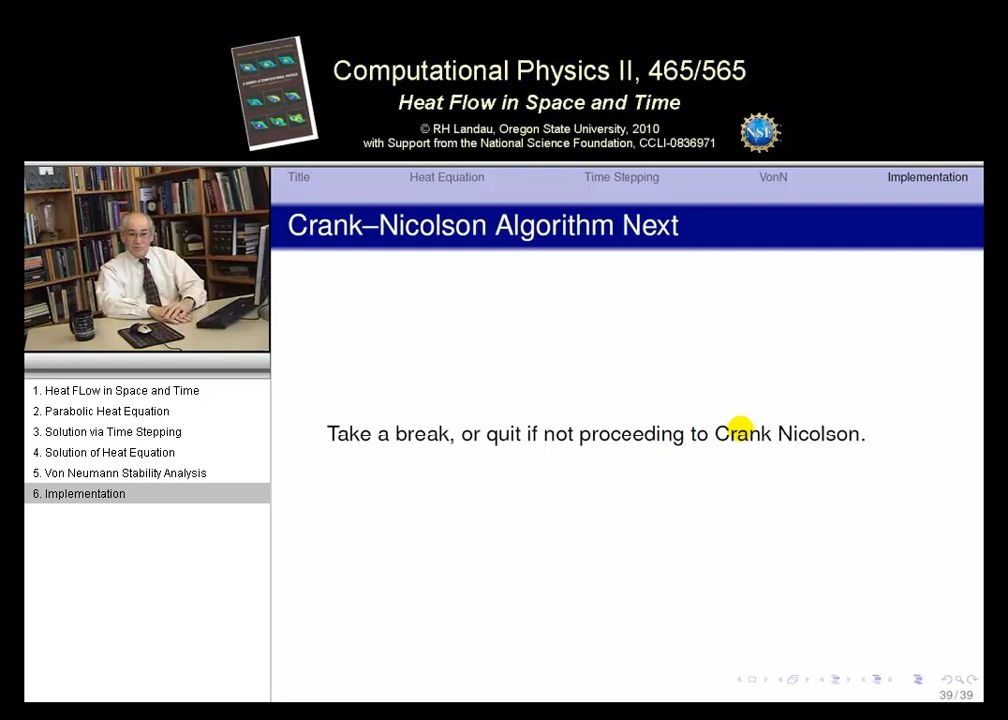 Computational Physics II, 465/565
Heat Flow in Space and Time
© RH Landau, Oregon State University, 2010
with Support from the National Science Foundation, CCLI-0836971
NSF
Title Heat Equation Time Stepping VonN Implementation
Crank–Nicolson Algorithm Next
1. Heat FLow in Space and Time
2. Parabolic Heat Equation
3. Solution via Time Stepping
4. Solution of Heat Equation
5. Von Neumann Stability Analysis
6. Implementation
Take a break, or quit if not proceeding to Crank Nicolson.
39/39